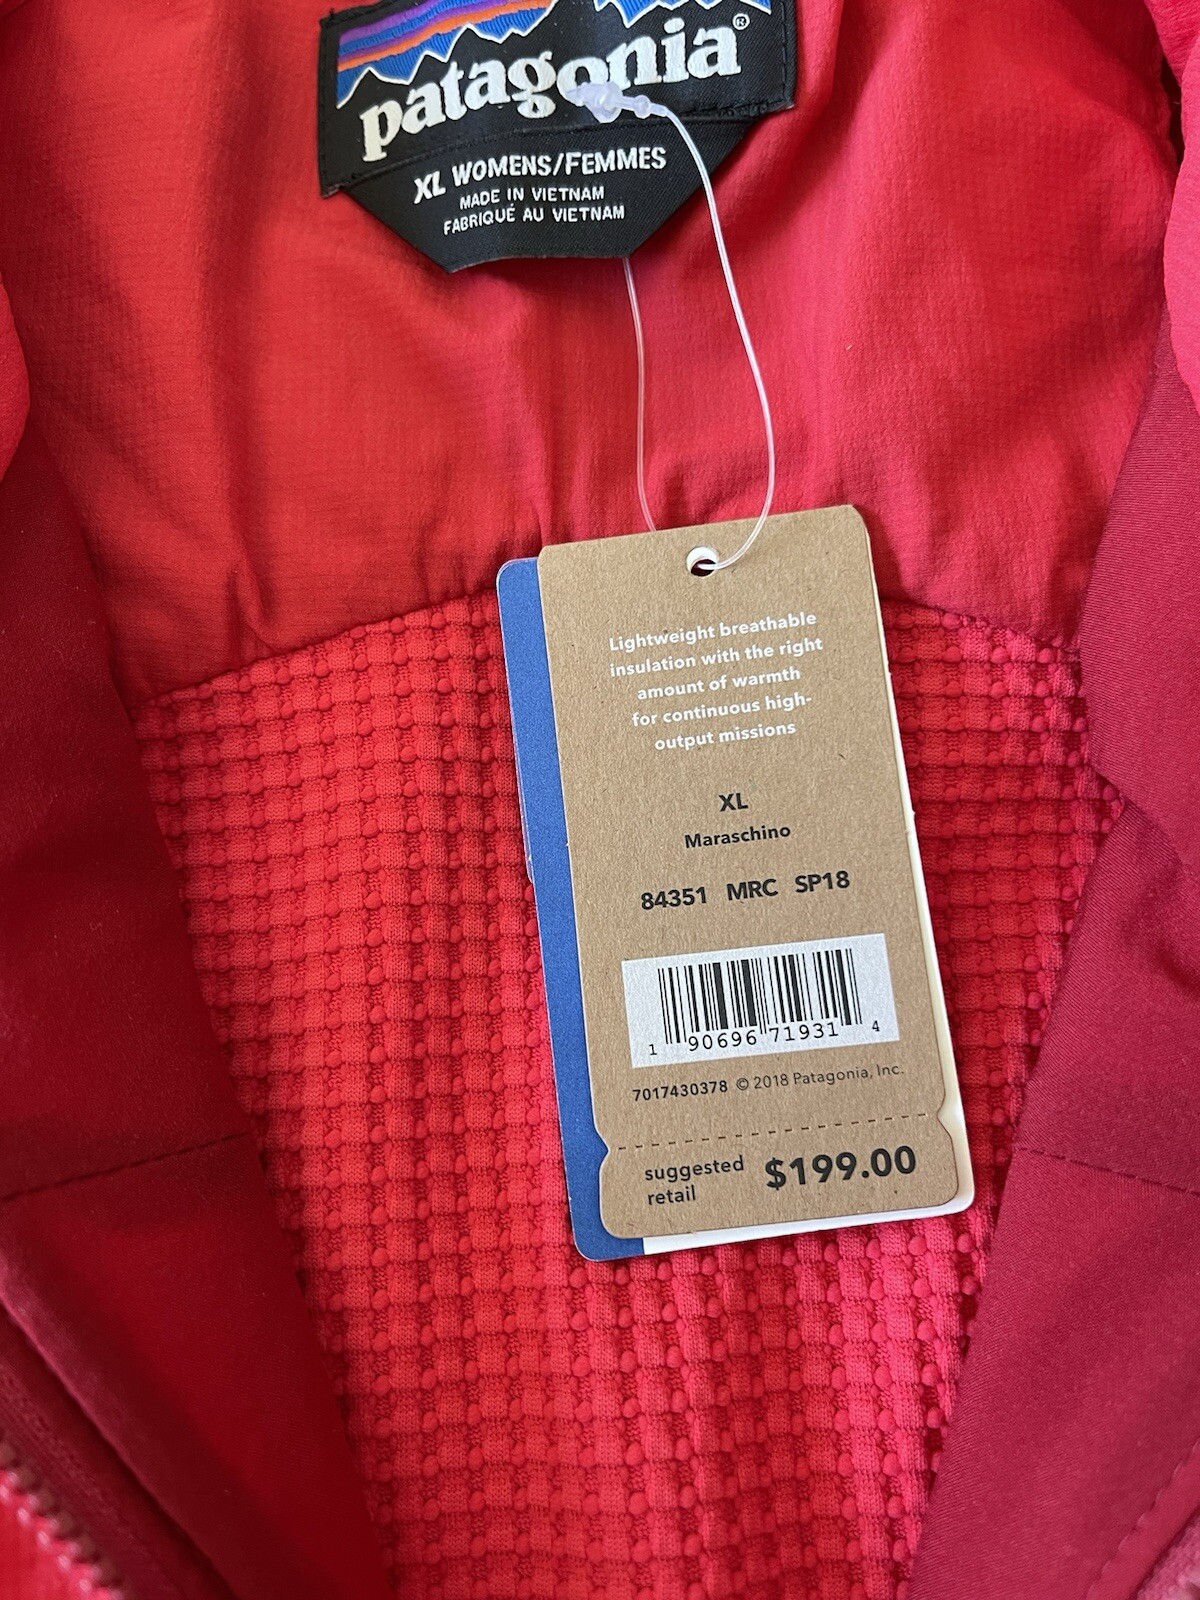 patagonia®
XL WOMENS/FEMMES
MADE IN VIETNAM
FABRIQUÉ AU VIETNAM
Lightweight breathable
insulation with the right
amount of warmth
for continuous high-
output missions
XL
Maraschino
84351 MRC SP18
1 90696 71931 4
7017430378 © 2018 Patagonia, Inc.
suggested
retail
$199.00